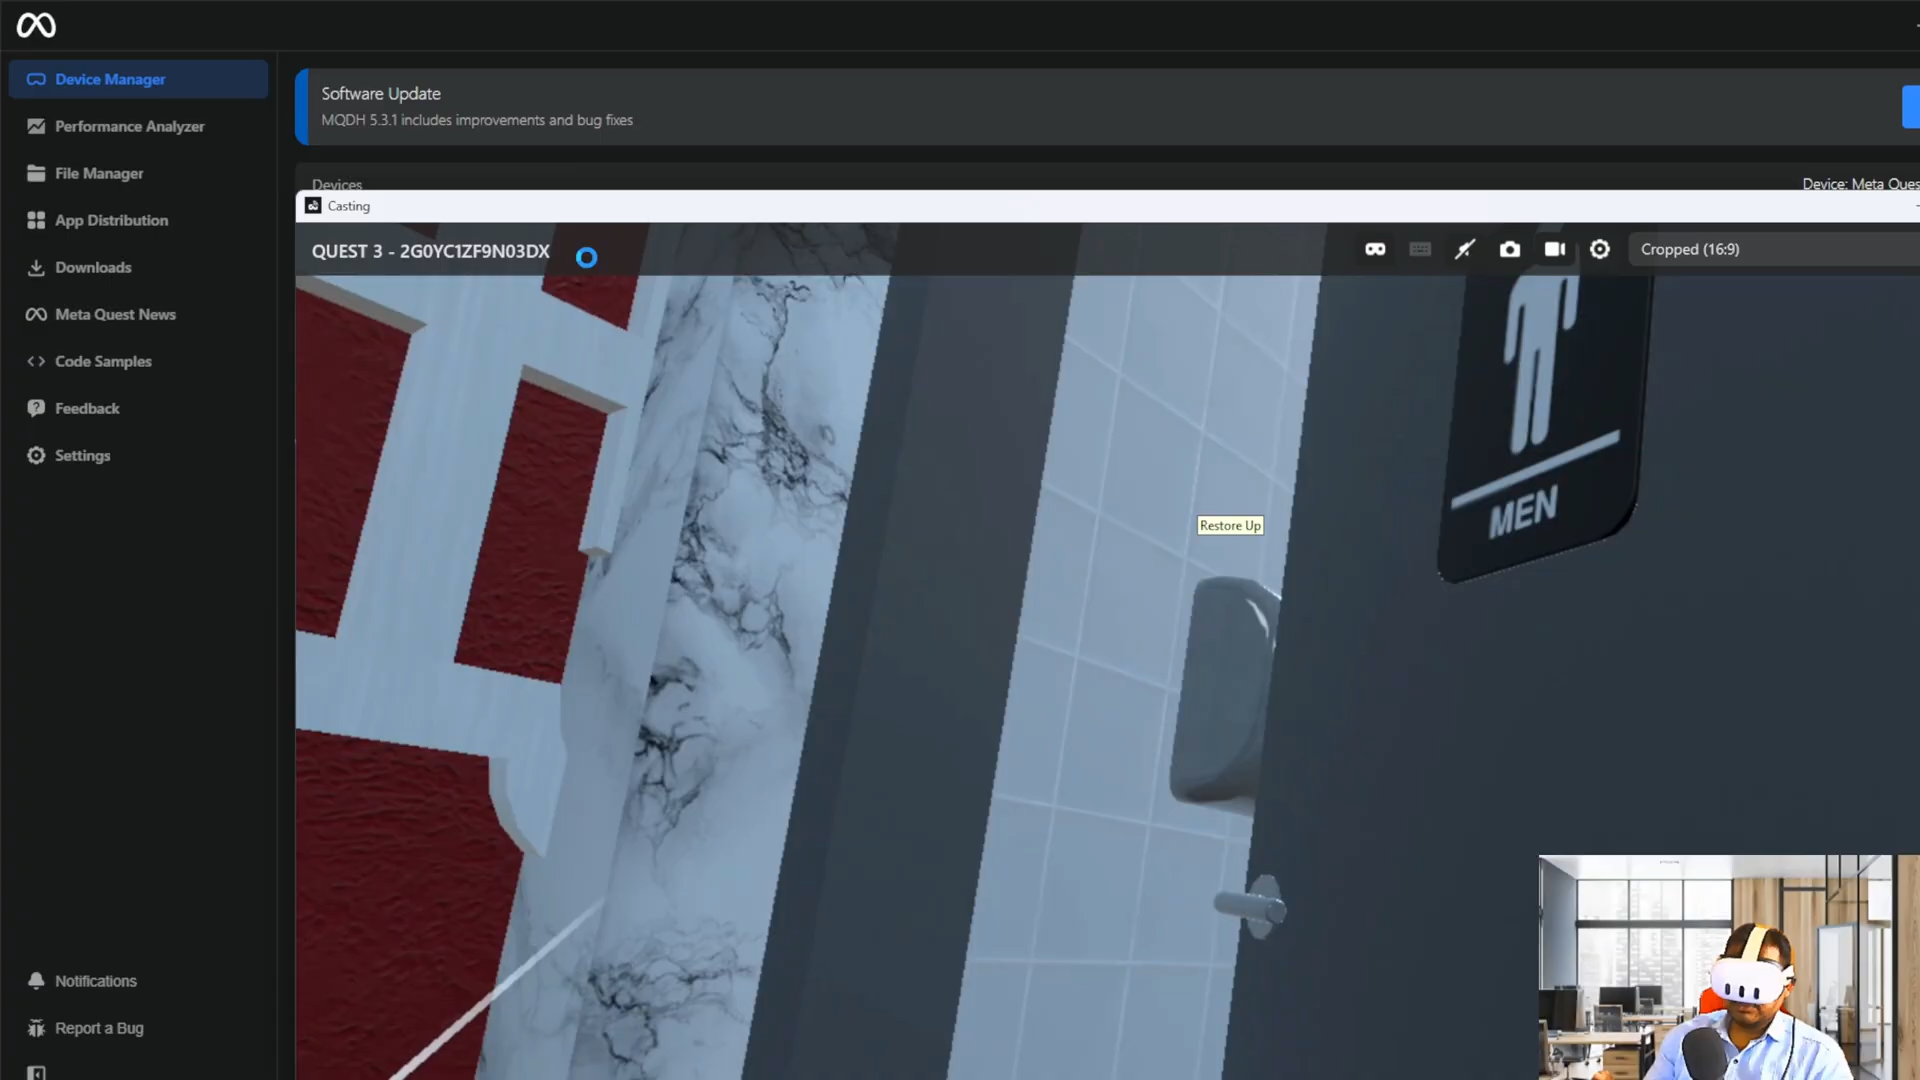 Device Manager
Performance Analyzer
File Manager
App Distribution
Downloads
Meta Quest News
Code Samples
Feedback
Settings
Notifications
Report a Bug
Software Update
MQDH 5.3.1 includes improvements and bug fixes
Devices
Device: Meta Ques
Casting
QUEST 3 - 2G0YC1ZF9N03DX
Cropped (16:9)
Restore Up
MEN